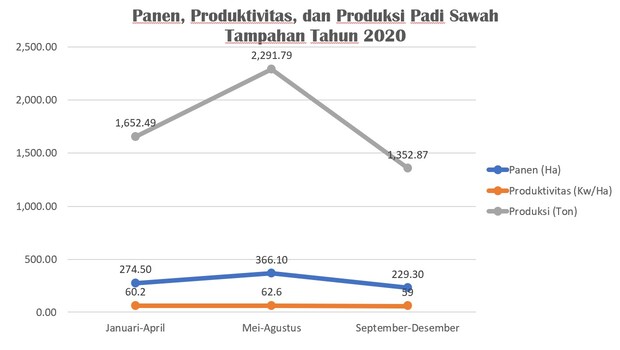 Panen, Produktivitas, dan Produksi Padi Sawah
Tampahan Tahun 2020
2,500.00
2,291.79
2,000.00
1,652.49
1,500.00
1,352.87
Panen (Ha)
Produktivitas (Kw/Ha)
Produksi (Ton)
1,000.00
500.00
274.50
366.10
229.30
60.2
62.6
59
0.00
Januari-April
Mei-Agustus
September-Desember